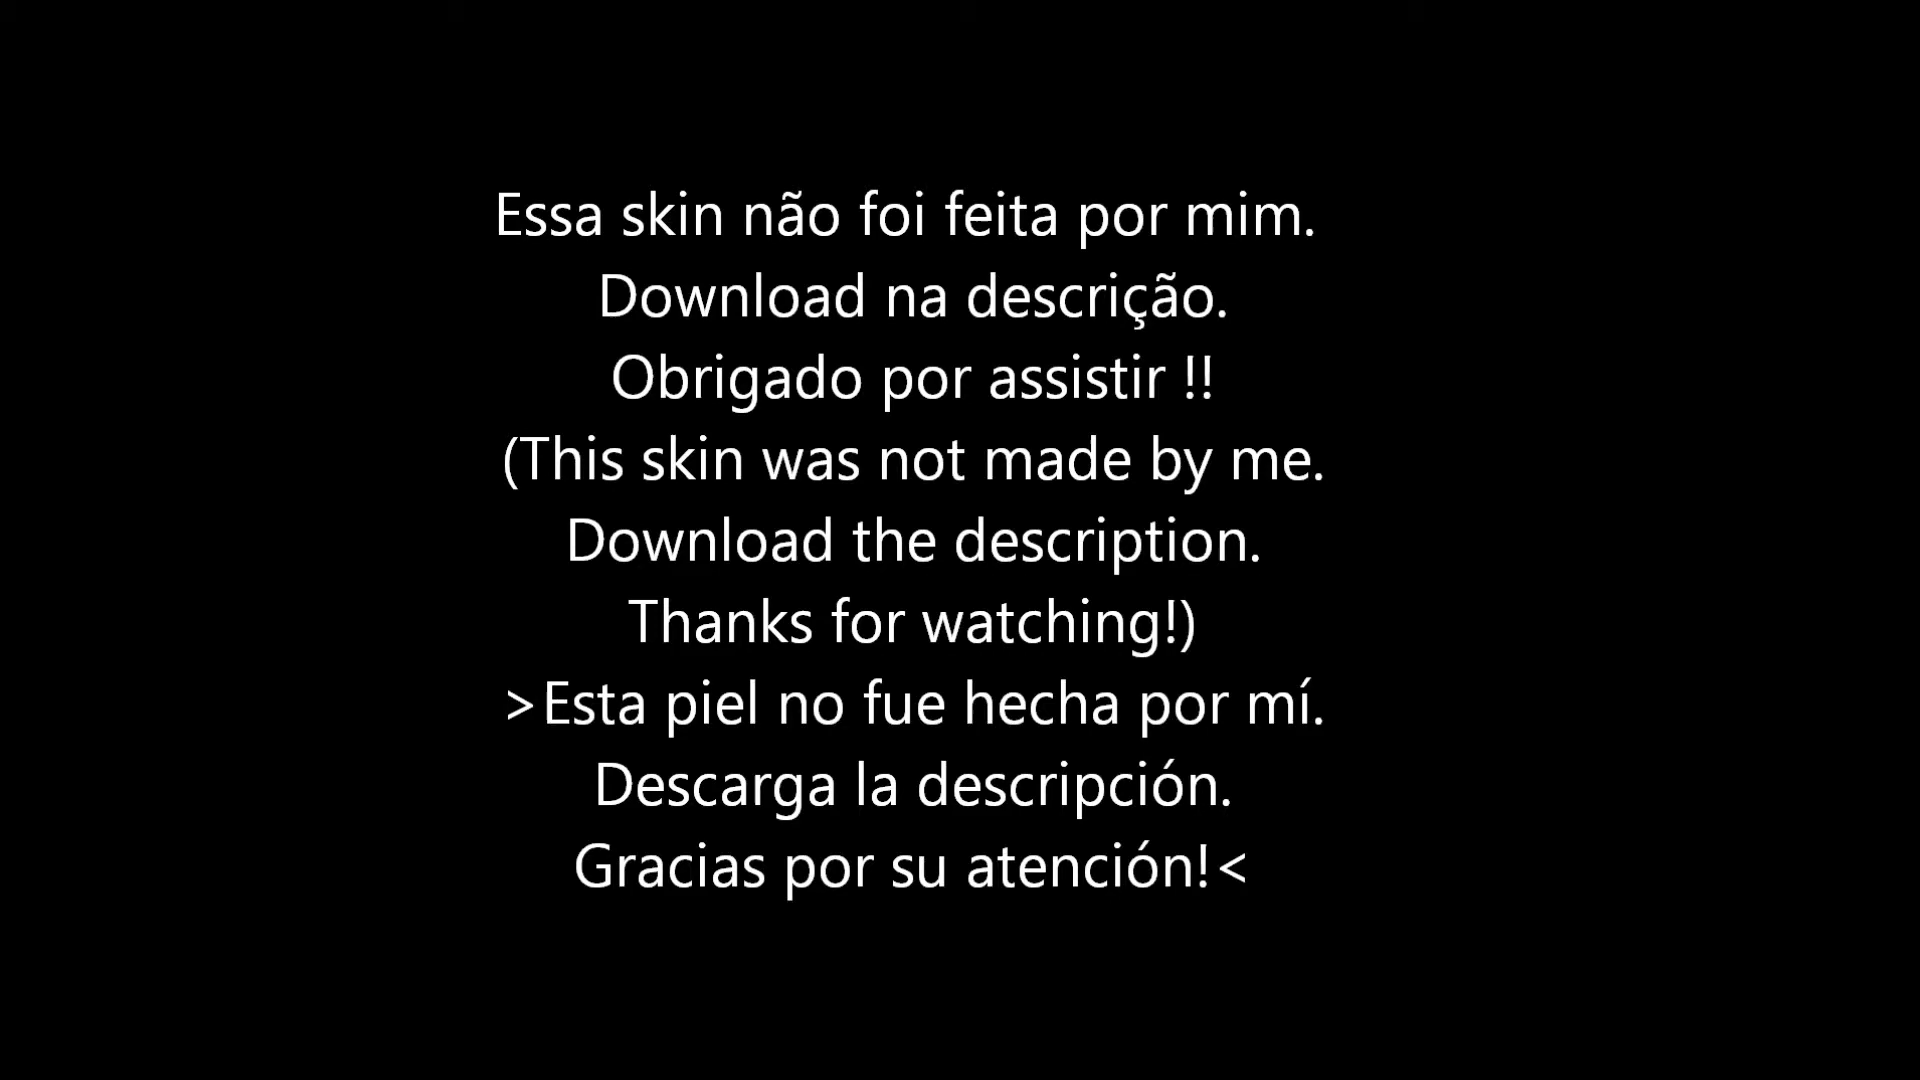 Essa skin não foi feita por mim.
Download na descrição.
Obrigado por assistir !!
(This skin was not made by me.
Download the description.
Thanks for watching!)
>Esta piel no fue hecha por mí.
Descarga la descripción.
Gracias por su atención!<